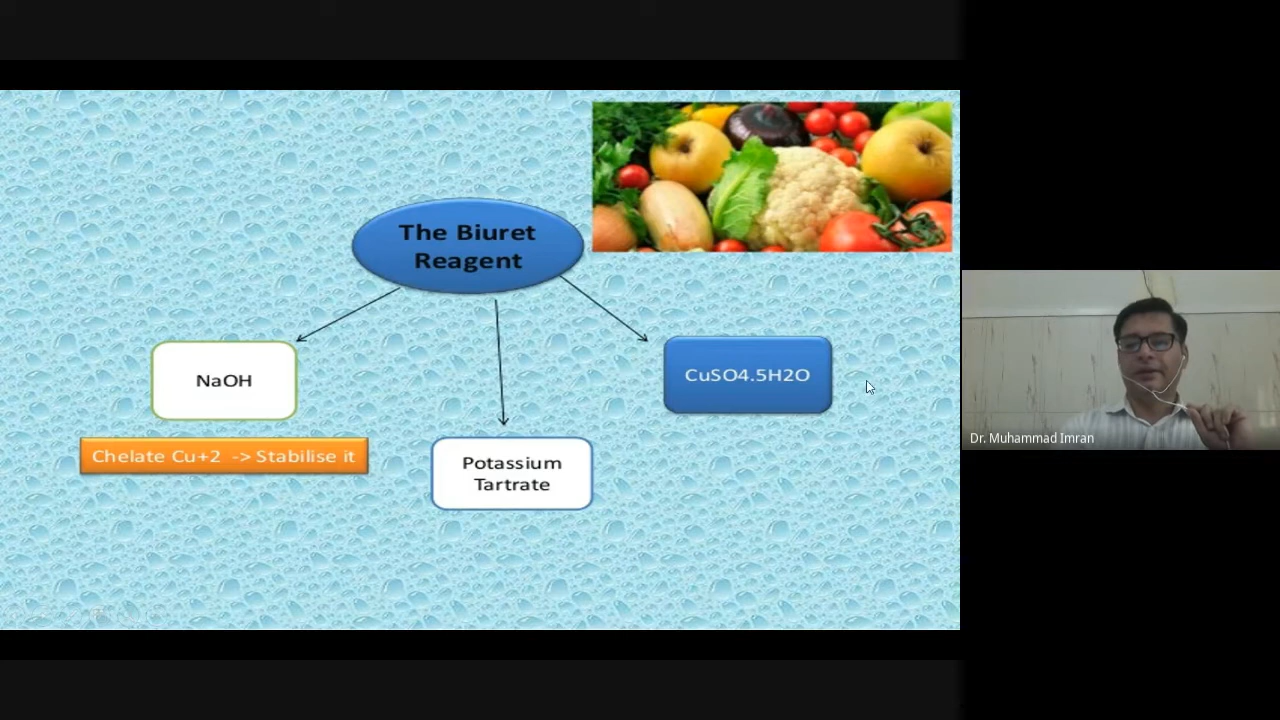 The Biuret
Reagent
NaOH
CuSO4.5H2O
Chelate Cu+2 -> Stabilise it
Potassium
Tartrate
Dr. Muhammad Imran